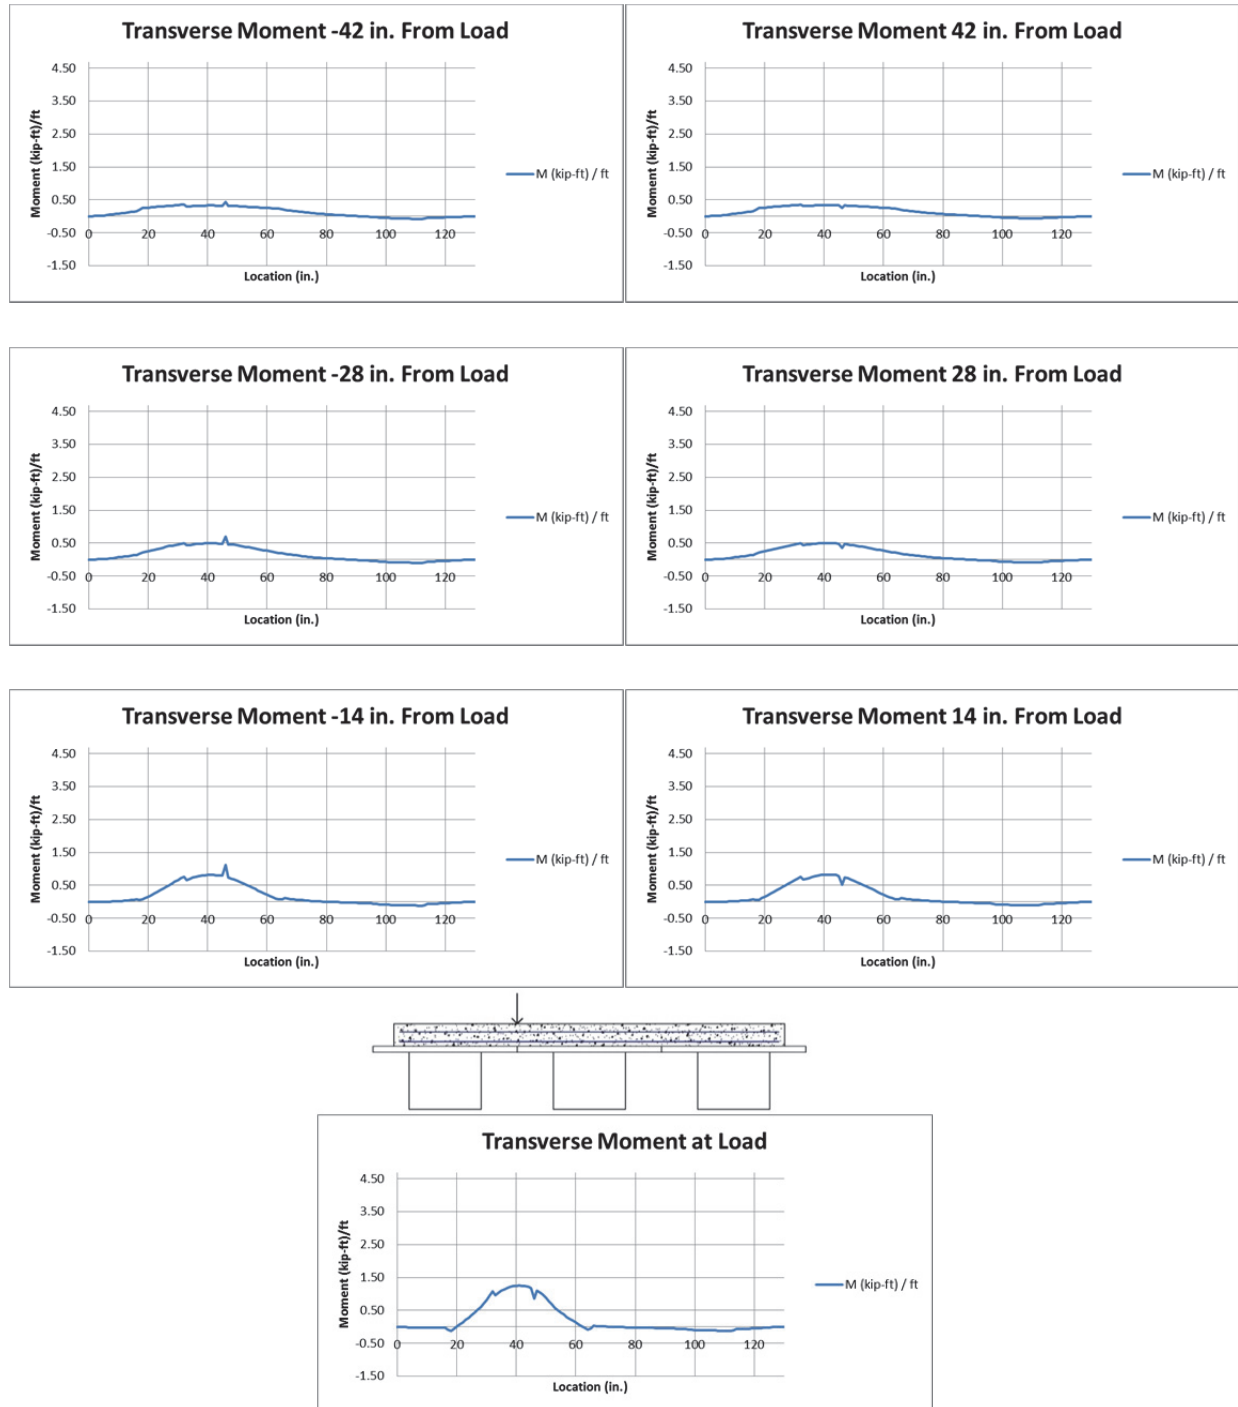 Transverse Moment -42 in. From Load
4.50
3.50
2.50
1.50
0.50
-0.50
-1.50
0 20 40 60 80 100 120
Moment (kip-ft)/ft
Location (in.)
M (kip-ft) / ft
Transverse Moment 42 in. From Load
4.50
3.50
2.50
1.50
0.50
-0.50
-1.50
0 20 40 60 80 100 120
Moment (kip-ft)/ft
Location (in.)
M (kip-ft) / ft
Transverse Moment -28 in. From Load
4.50
3.50
2.50
1.50
0.50
-0.50
-1.50
0 20 40 60 80 100 120
Moment (kip-ft)/ft
Location (in.)
M (kip-ft) / ft
Transverse Moment 28 in. From Load
4.50
3.50
2.50
1.50
0.50
-0.50
-1.50
0 20 40 60 80 100 120
Moment (kip-ft)/ft
Location (in.)
M (kip-ft) / ft
Transverse Moment -14 in. From Load
4.50
3.50
2.50
1.50
0.50
-0.50
-1.50
0 20 40 60 80 100 120
Moment (kip-ft)/ft
Location (in.)
M (kip-ft) / ft
Transverse Moment 14 in. From Load
4.50
3.50
2.50
1.50
0.50
-0.50
-1.50
0 20 40 60 80 100 120
Moment (kip-ft)/ft
Location (in.)
M (kip-ft) / ft
Transverse Moment at Load
4.50
3.50
2.50
1.50
0.50
-0.50
-1.50
0 20 40 60 80 100 120
Moment (kip-ft)/ft
Location (in.)
M (kip-ft) / ft